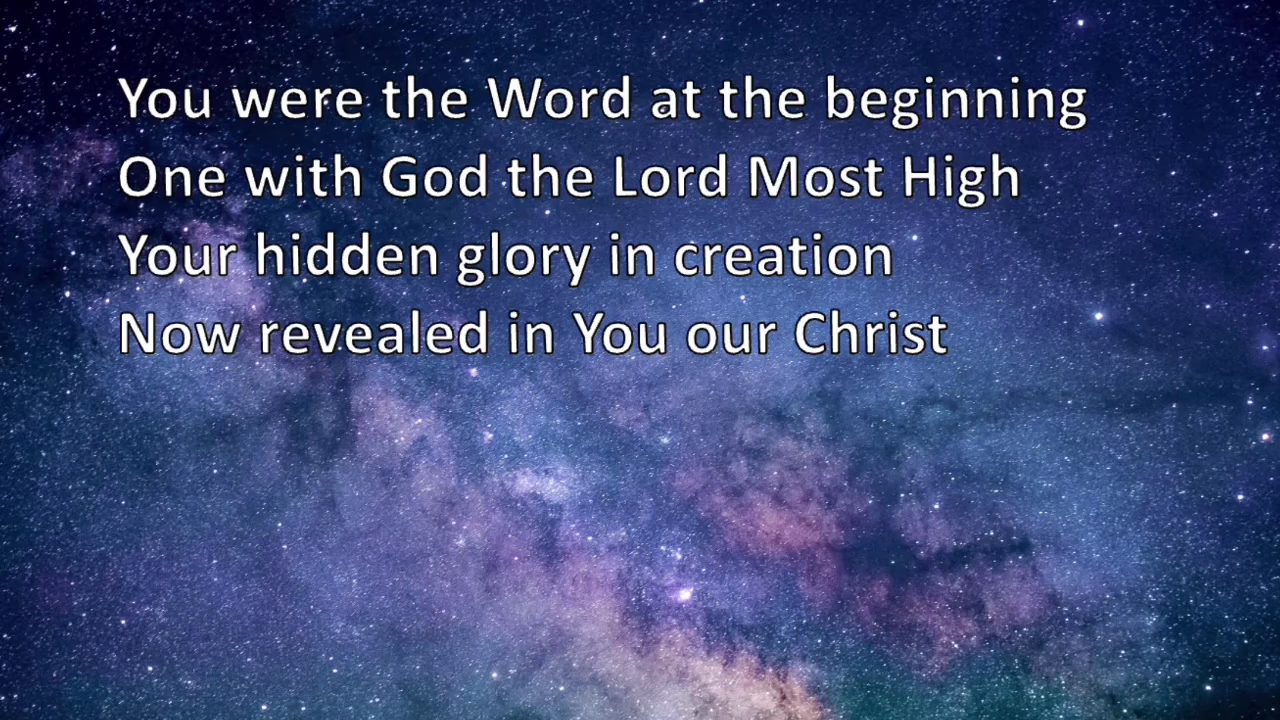 You were the Word at the beginning
One with God the Lord Most High
Your hidden glory in creation
Now revealed in You our Christ